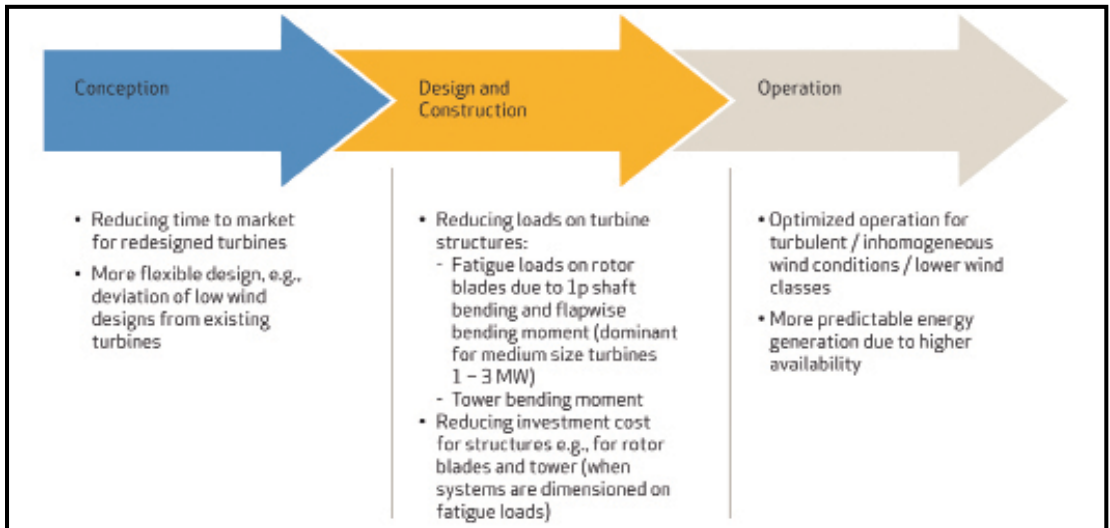 Conception
Design and
Construction
Operation
• Reducing time to market
for redesigned turbines
• More flexible design, e.g.,
deviation of low wind
designs from existing
turbines
• Reducing loads on turbine
structures:
- Fatigue loads on rotor
blades due to 1p shaft
bending and flapwise
bending moment (dominant
for medium size turbines
1 – 3 MW)
- Tower bending moment
• Reducing investment cost
for structures e.g., for rotor
blades and tower (when
systems are dimensioned on
fatigue loads)
• Optimized operation for
turbulent / inhomogeneous
wind conditions / lower wind
classes
• More predictable energy
generation due to higher
availability